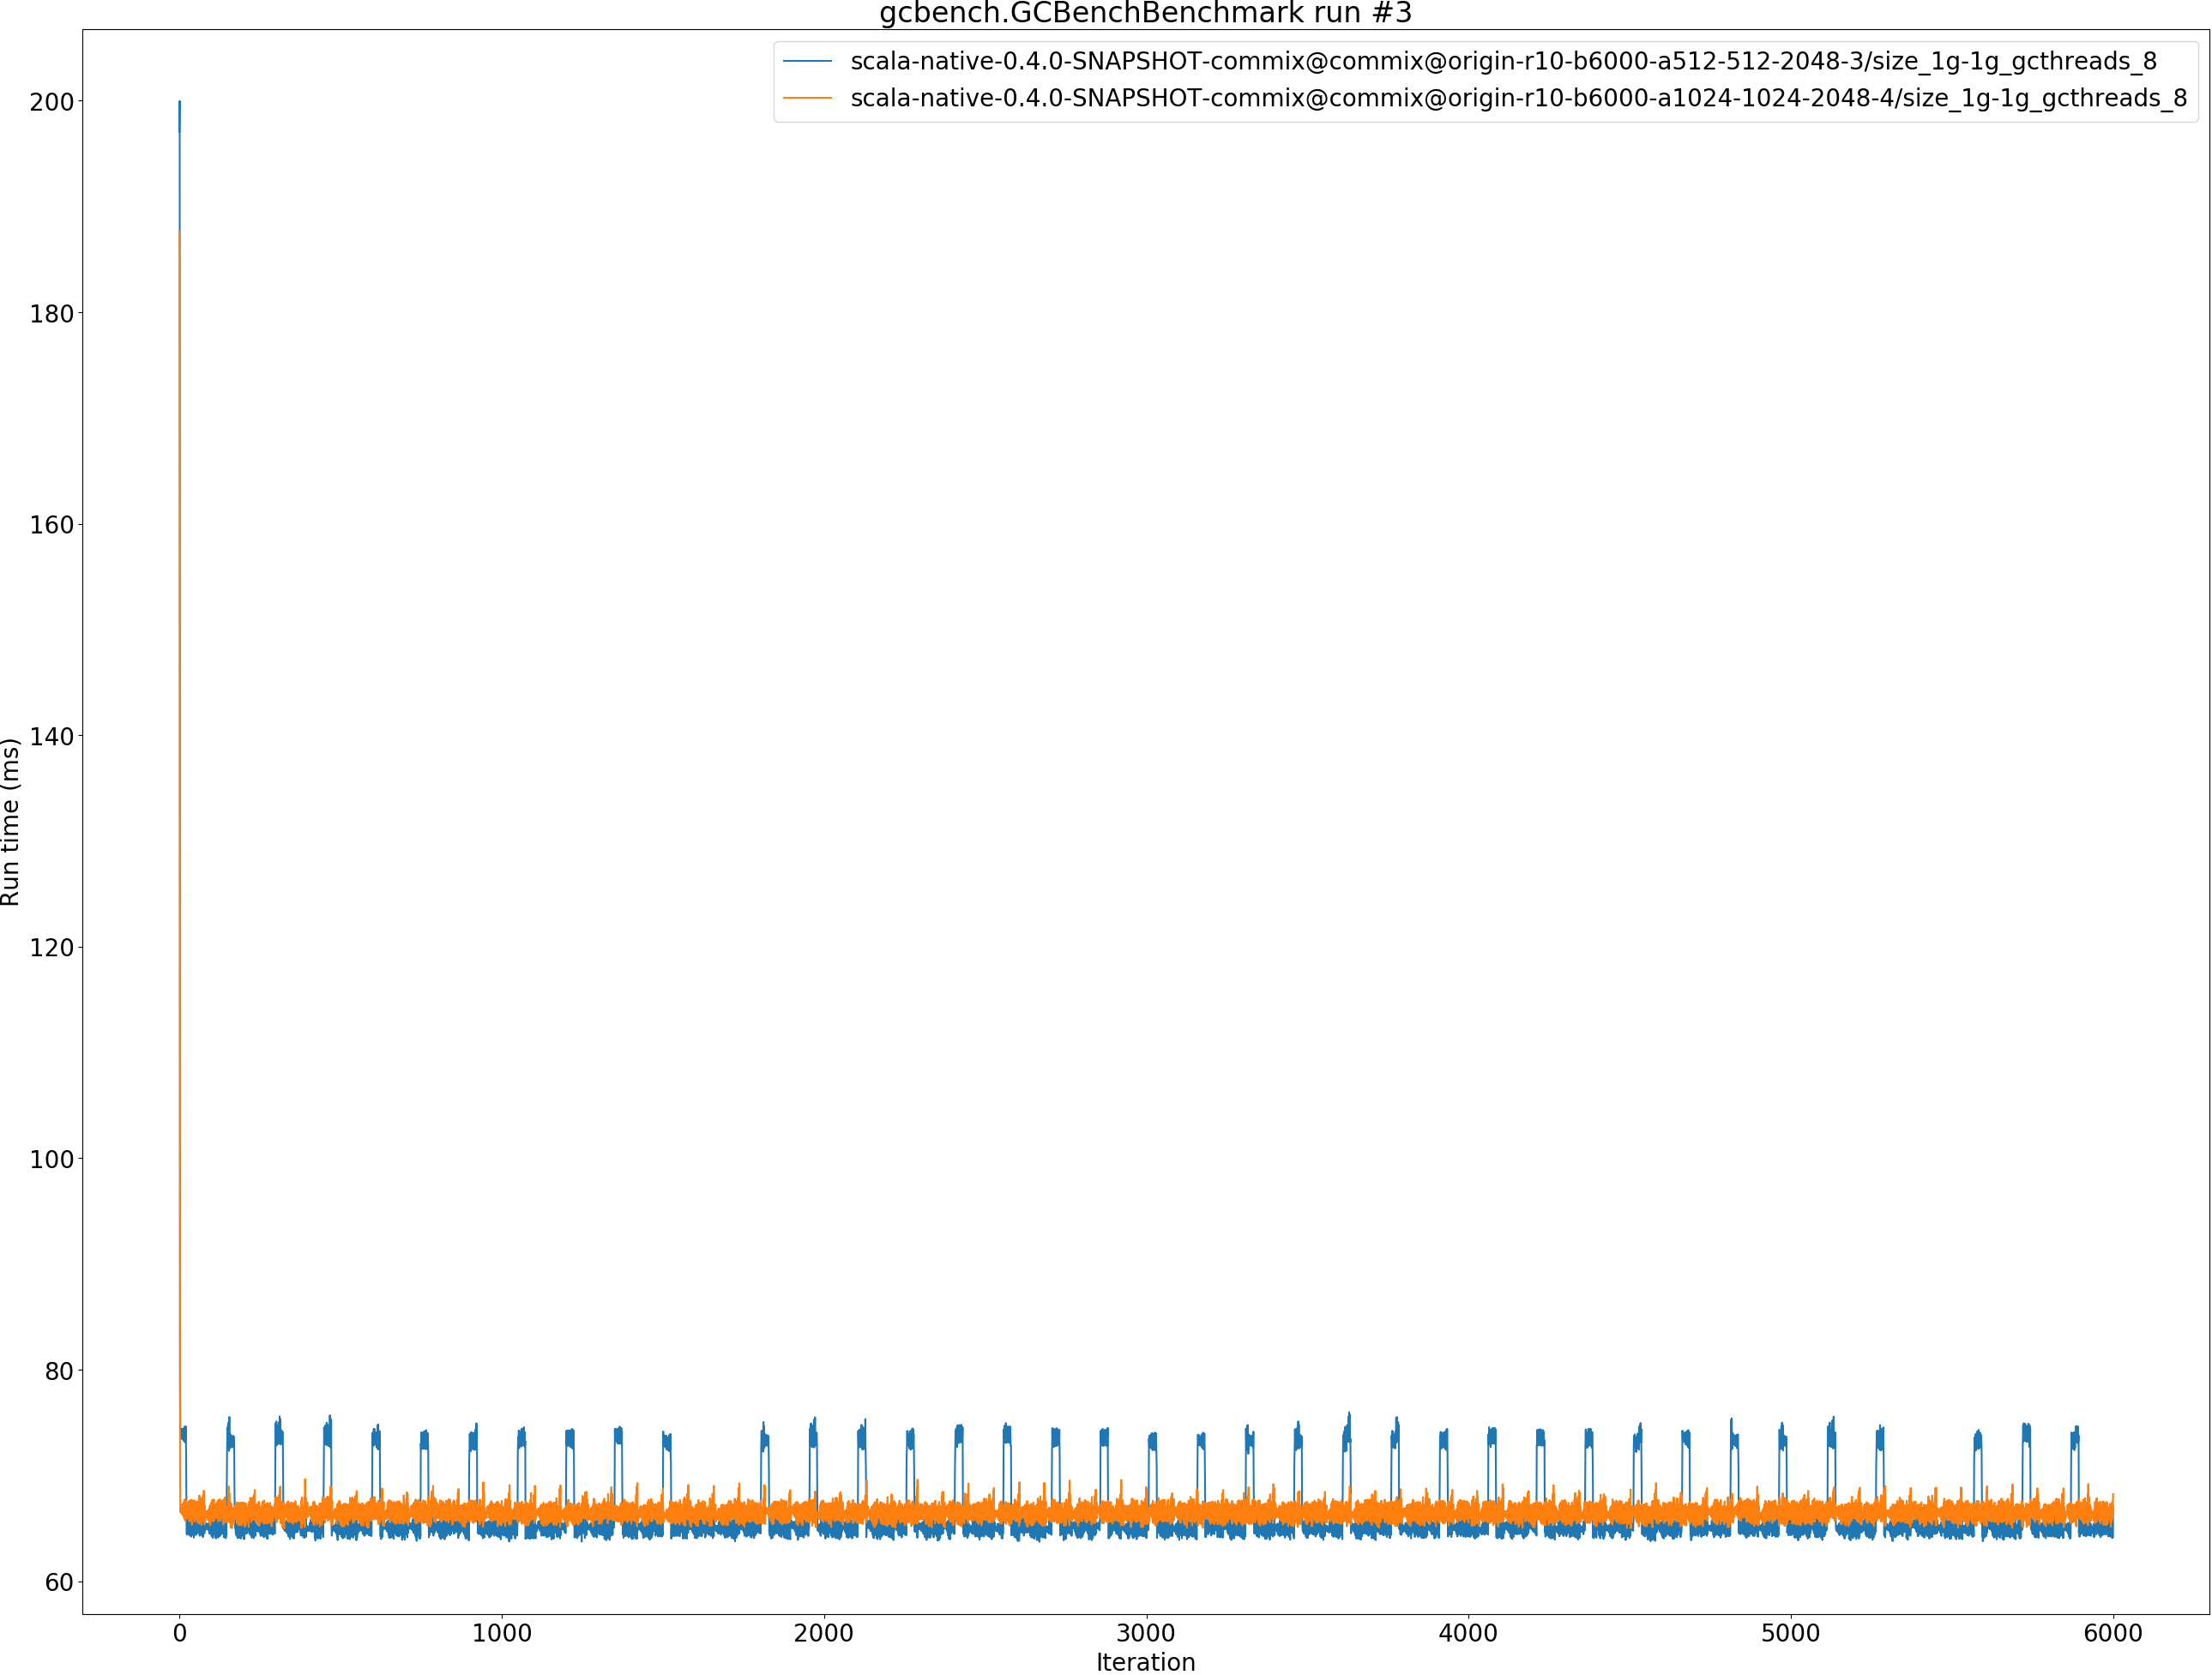 gcbench.GCBenchBenchmark run #3
scala-native-0.4.0-SNAPSHOT-commix@commix@origin-r10-b6000-a512-512-2048-3/size_1g-1g_gcthreads_8
scala-native-0.4.0-SNAPSHOT-commix@commix@origin-r10-b6000-a1024-1024-2048-4/size_1g-1g_gcthreads_8
200
180
160
140
120
100
80
60
Run time (ms)
0 1000 2000 3000 4000 5000 6000
Iteration